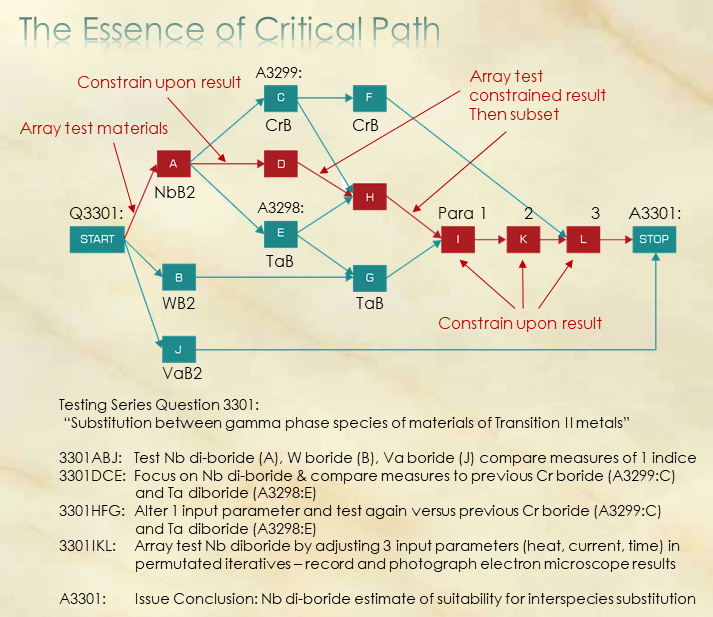 The Essence of Critical Path
A3299:
Array test
constrained result
Then subset
Constrain upon result
C
F
CrB
CrB
Array test materials
A
D
NbB2
H
A3298:
Q3301:
E
Para 1
2
3
A3301:
START
I
K
L
STOP
TaB
B
G
WB2
TaB
Constrain upon result
J
VaB2
Testing Series Question 3301:
“Substitution between gamma phase species of materials of Transition II metals”
3301ABJ: Test Nb di-boride (A), W boride (B), Va boride (J) compare measures of 1 indice
3301DCE: Focus on Nb di-boride & compare measures to previous Cr boride (A3299:C)
and Ta diboride (A3298:E)
3301HFG: Alter 1 input parameter and test again versus previous Cr boride (A3299:C)
and Ta diboride (A3298:E)
3301IKL: Array test Nb diboride by adjusting 3 input parameters (heat, current, time) in
permutated iteratives – record and photograph electron microscope results
A3301: Issue Conclusion: Nb di-boride estimate of suitability for interspecies substitution